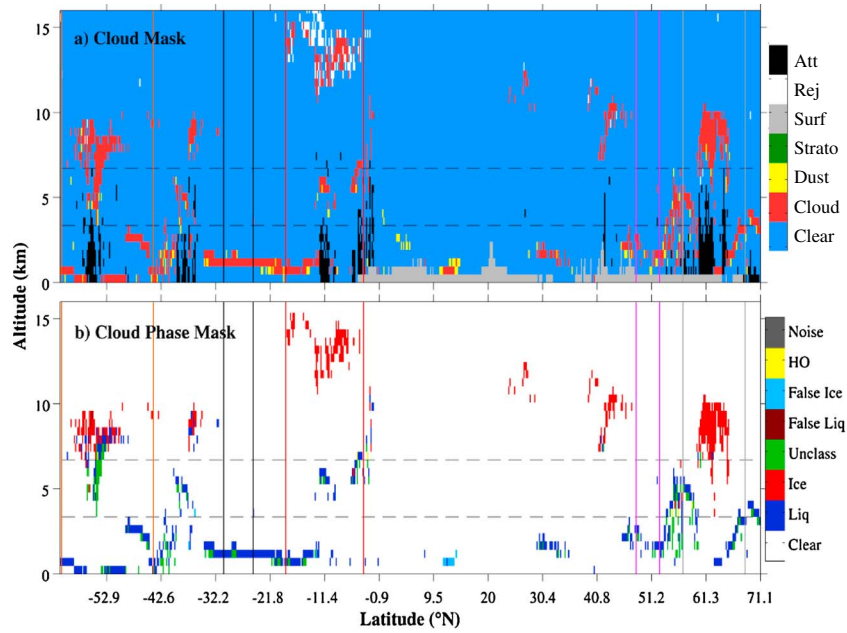 a) Cloud Mask
15
10
5
0
Att
Rej
Surf
Strato
Dust
Cloud
Clear
Altitude (km)
b) Cloud Phase Mask
15
10
5
0
Noise
HO
False Ice
False Liq
Unclass
Ice
Liq
Clear
-52.9 -42.6 -32.2 -21.8 -11.4 -0.9 9.5 20 30.4 40.8 51.2 61.3 71.1
Latitude (°N)